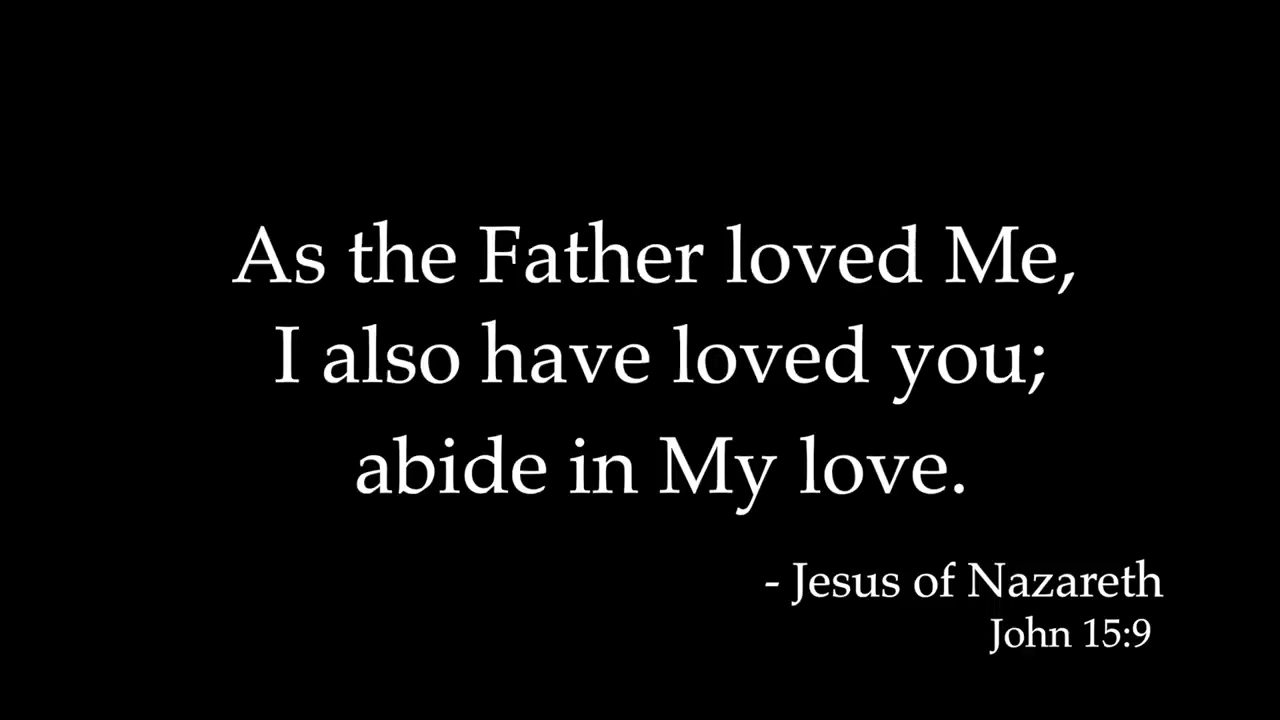 As the Father loved Me,
I also have loved you;
abide in My love.
- Jesus of Nazareth
John 15:9